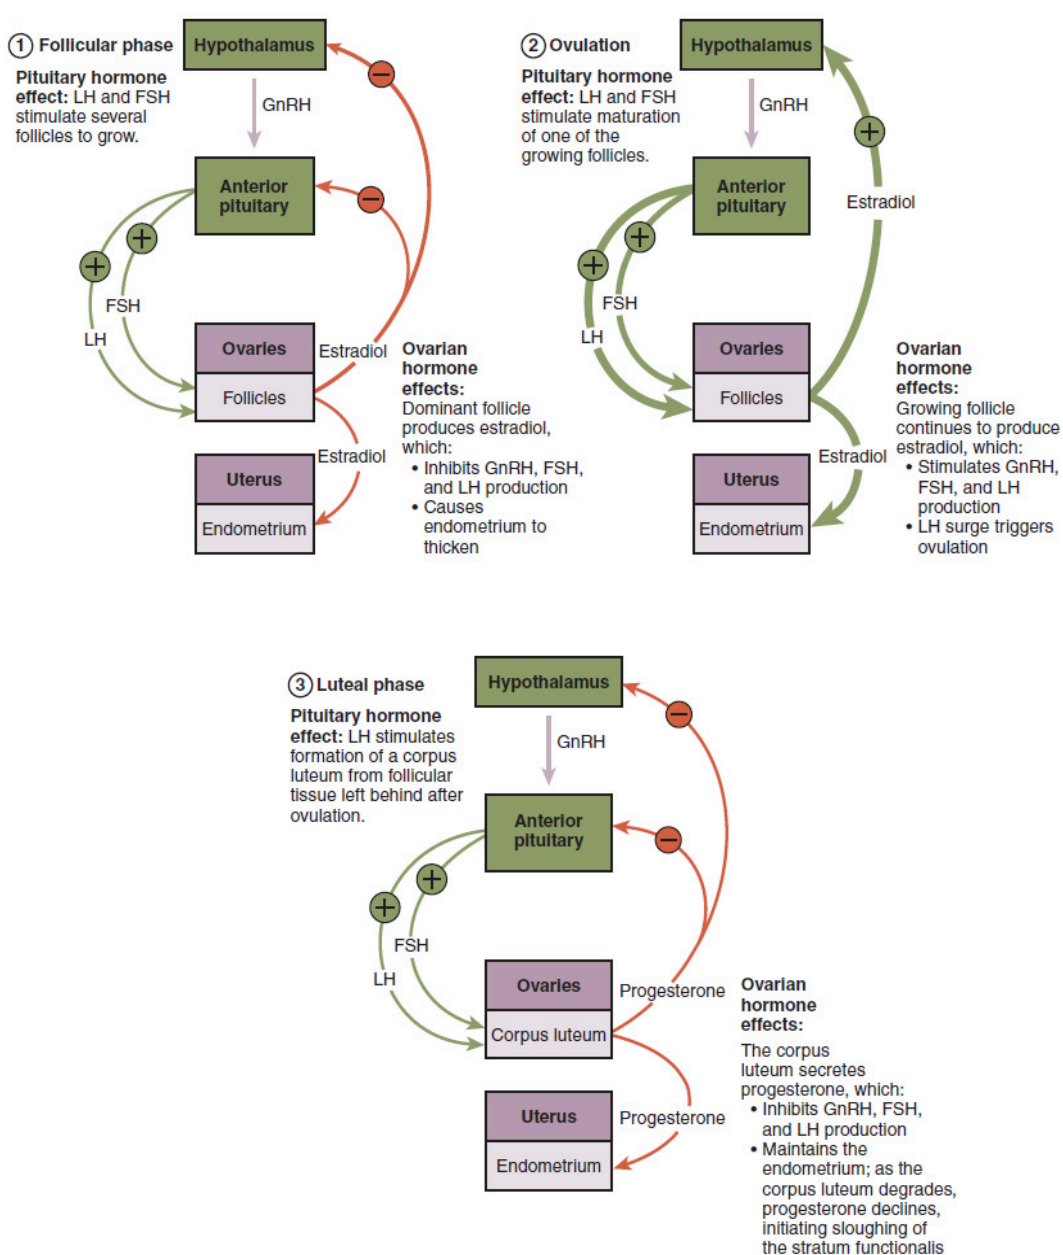 1 Follicular phase
Pituitary hormone
effect: LH and FSH
stimulate several
follicles to grow.
Hypothalamus
GnRH
Anterior
pituitary
FSH
LH
Ovaries
Follicles
Estradiol
Estradiol
Uterus
Endometrium
Ovarian
hormone
effects:
Dominant follicle
produces estradiol,
which:
• Inhibits GnRH, FSH,
and LH production
• Causes
endometrium to
thicken
2 Ovulation
Pituitary hormone
effect: LH and FSH
stimulate maturation
of one of the
growing follicles.
Hypothalamus
GnRH
Anterior
pituitary
Estradiol
FSH
LH
Ovaries
Follicles
Estradiol
Uterus
Endometrium
Ovarian
hormone
effects:
Growing follicle
continues to produce
estradiol, which:
• Stimulates GnRH,
FSH, and LH
production
• LH surge triggers
ovulation
3 Luteal phase
Pituitary hormone
effect: LH stimulates
formation of a corpus
luteum from follicular
tissue left behind after
ovulation.
Hypothalamus
GnRH
Anterior
pituitary
FSH
LH
Ovaries
Corpus luteum
Progesterone
Progesterone
Uterus
Endometrium
Ovarian
hormone
effects:
The corpus
luteum secretes
progesterone, which:
• Inhibits GnRH, FSH,
and LH production
• Maintains the
endometrium; as the
corpus luteum degrades,
progesterone declines,
initiating sloughing of
the stratum functionalis